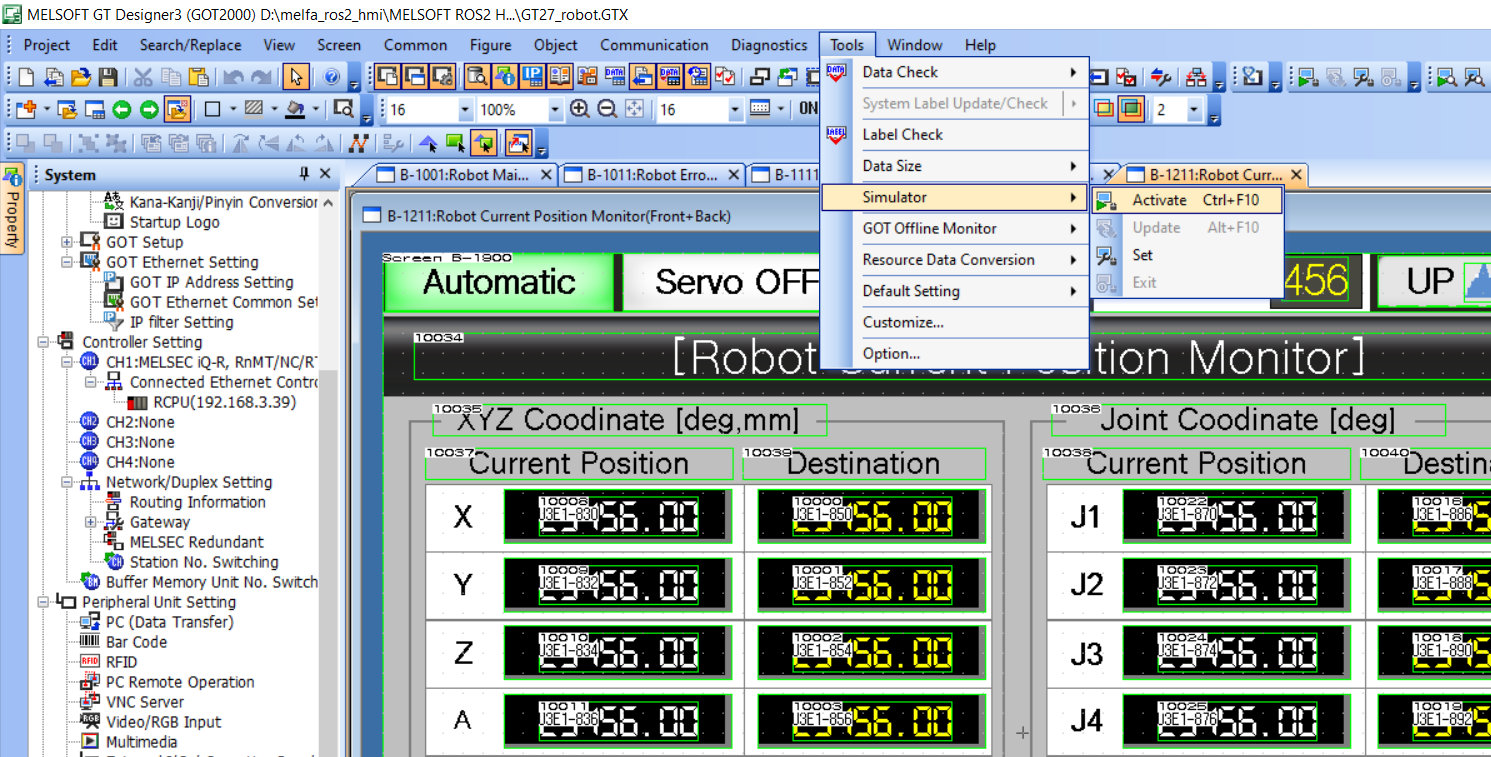 MELSOFT GT Designer3 (GOT2000) D:\melfa_ros2_hmi\MELSOFT ROS2 H...\GT27_robot.GTX
Project Edit Search/Replace View Screen Common Figure Object Communication Diagnostics Tools Window Help
16 100% 16 ON 2
Data Check
System Label Update/Check
Label Check
Data Size
Simulator
GOT Offline Monitor
Resource Data Conversion
Default Setting
Customize...
Option...
Activate Ctrl+F10
Update Alt+F10
Set
Exit
Property
System
Kana-Kanji/Pinyin Conversion
Startup Logo
GOT Setup
GOT Ethernet Setting
GOT IP Address Setting
GOT Ethernet Common Set
IP filter Setting
Controller Setting
CH1:MELSEC iQ-R, RnMT/NC/RT
Connected Ethernet Contro
RCPU(192.168.3.39)
CH2:None
CH3:None
CH4:None
Network/Duplex Setting
Routing Information
Gateway
MELSEC Redundant
Station No. Switching
Buffer Memory Unit No. Switch
Peripheral Unit Setting
PC (Data Transfer)
Bar Code
RFID
PC Remote Operation
VNC Server
Video/RGB Input
Multimedia
B-1001:Robot Mai... B-1011:Robot Erro... B-1111 B-1211:Robot Curr...
B-1211:Robot Current Position Monitor(Front+Back)
Screen B-1900
Automatic Servo OFF 456 UP
10034
[Robot Current Position Monitor]
10035 XYZ Coodinate [deg,mm] 10036 Joint Coodinate [deg]
10037 Current Position 10039 Destination 10038 Current Position 10040 Destin
10008 10000 10022 10016
X U3E1-830 56.00 U3E1-850 56.00 J1 U3E1-870 56.00 U3E1-886
10009 10001 10023 10017
Y U3E1-832 56.00 U3E1-852 56.00 J2 U3E1-872 56.00 U3E1-888
10010 10002 10024 10018
Z U3E1-834 56.00 U3E1-854 56.00 J3 U3E1-874 56.00 U3E1-890
10011 10003 10025 10019
A U3E1-836 56.00 U3E1-856 56.00 J4 U3E1-876 56.00 U3E1-892